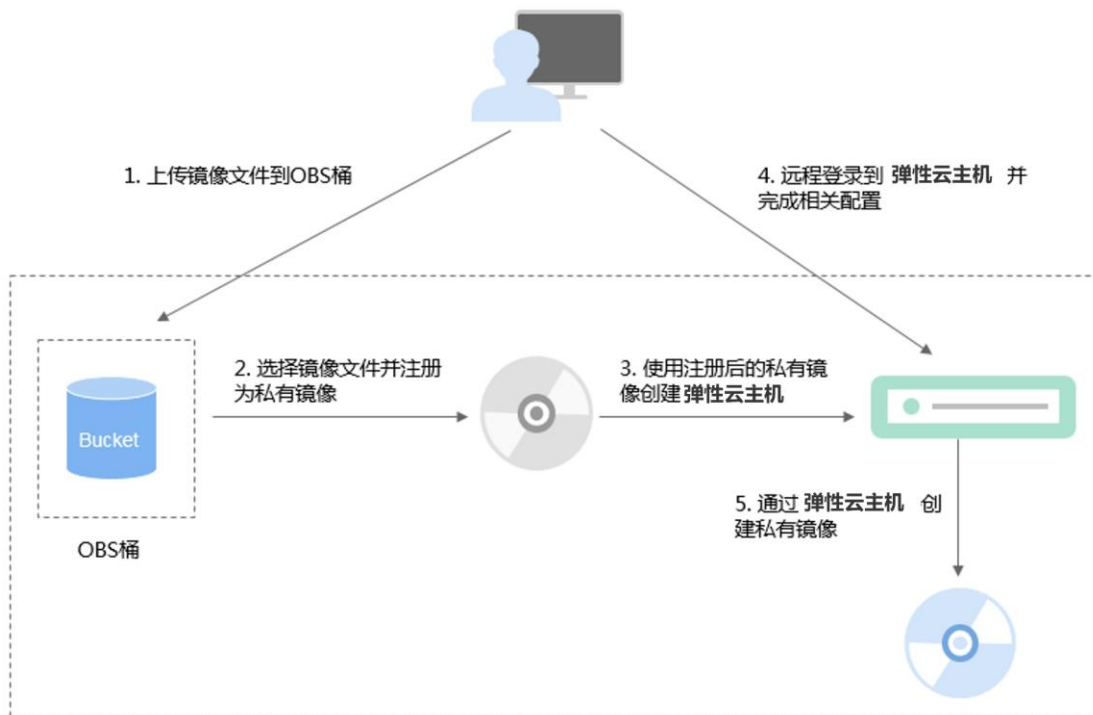 1. 上传镜像文件到OBS桶
4. 远程登录到 弹性云主机 并
完成相关配置
Bucket
OBS桶
2. 选择镜像文件并注册
为私有镜像
3. 使用注册后的私有镜
像创建弹性云主机
5. 通过 弹性云主机 创
建私有镜像